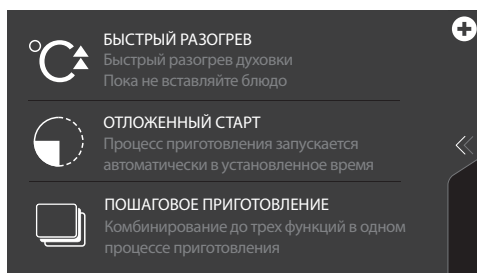 БЫСТРЫЙ РАЗОГРЕВ
Быстрый разогрев духовки
Пока не вставляйте блюдо
ОТЛОЖЕННЫЙ СТАРТ
Процесс приготовления запускается
автоматически в установленное время
ПОШАГОВОЕ ПРИГОТОВЛЕНИЕ
Комбинирование до трех функций в одном
процессе приготовления